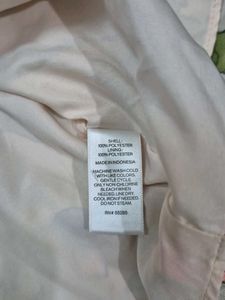 SHELL:
100% POLYESTER
LINING:
100% POLYESTER
MADE IN INDONESIA
MACHINE WASH COLD
WITH LIKE COLORS.
GENTLE CYCLE.
ONLY NON-CHLORINE
BLEACH WHEN
NEEDED. LINE DRY.
COOL IRON IF NEEDED.
DO NOT STEAM.
RN#